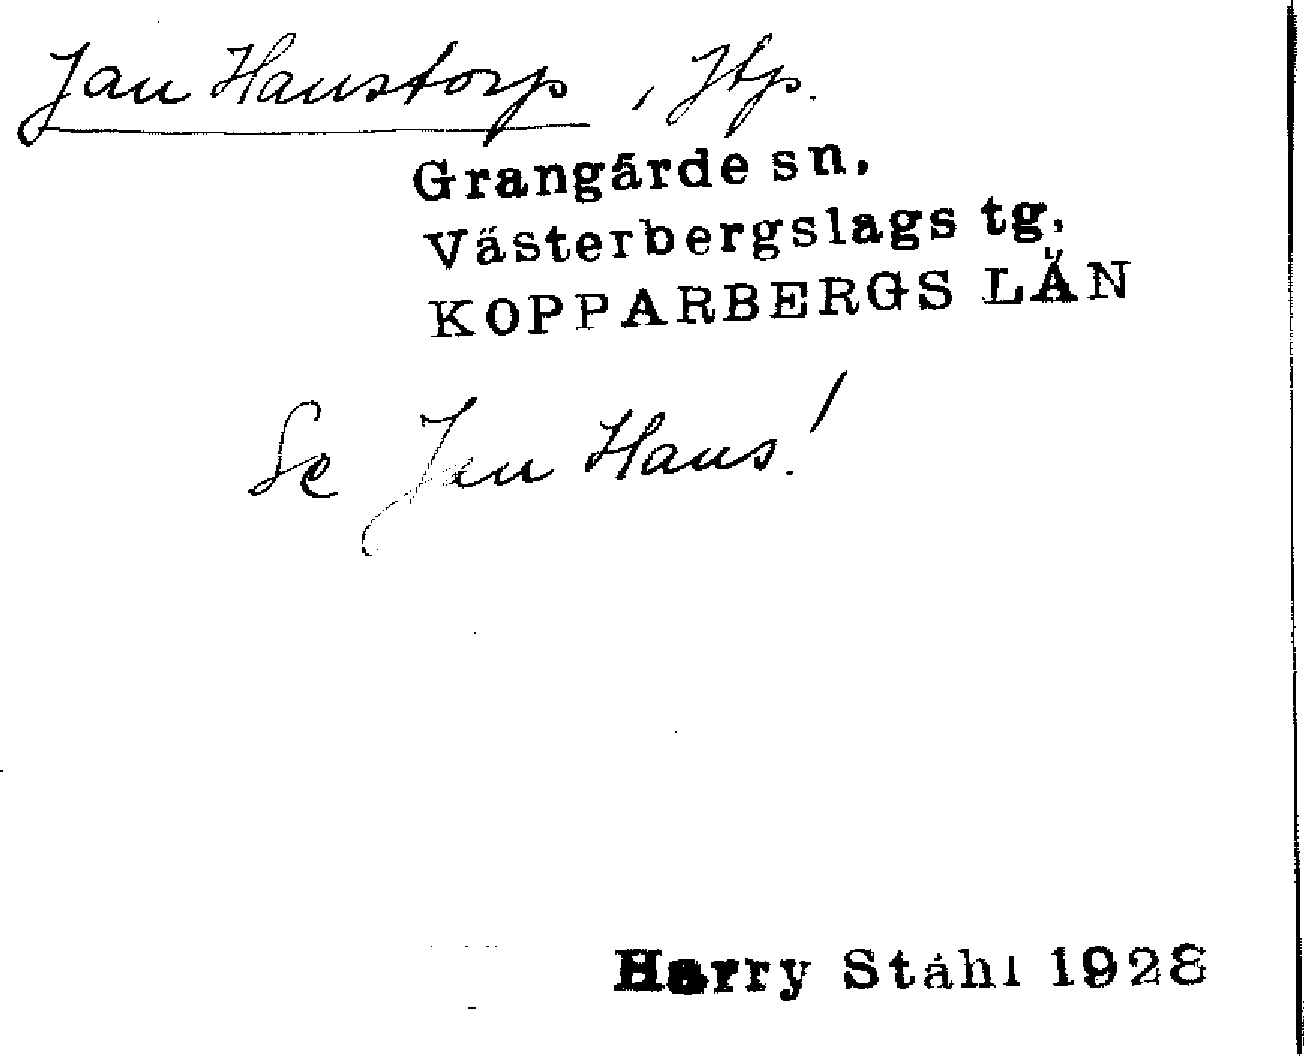 Jan Hanstorp, Htp.
Grangärde sn.
Västerbergslags tg.
KOPPARBERGS LÄN
Se Jan Hans!
Harry Ståhl 1928